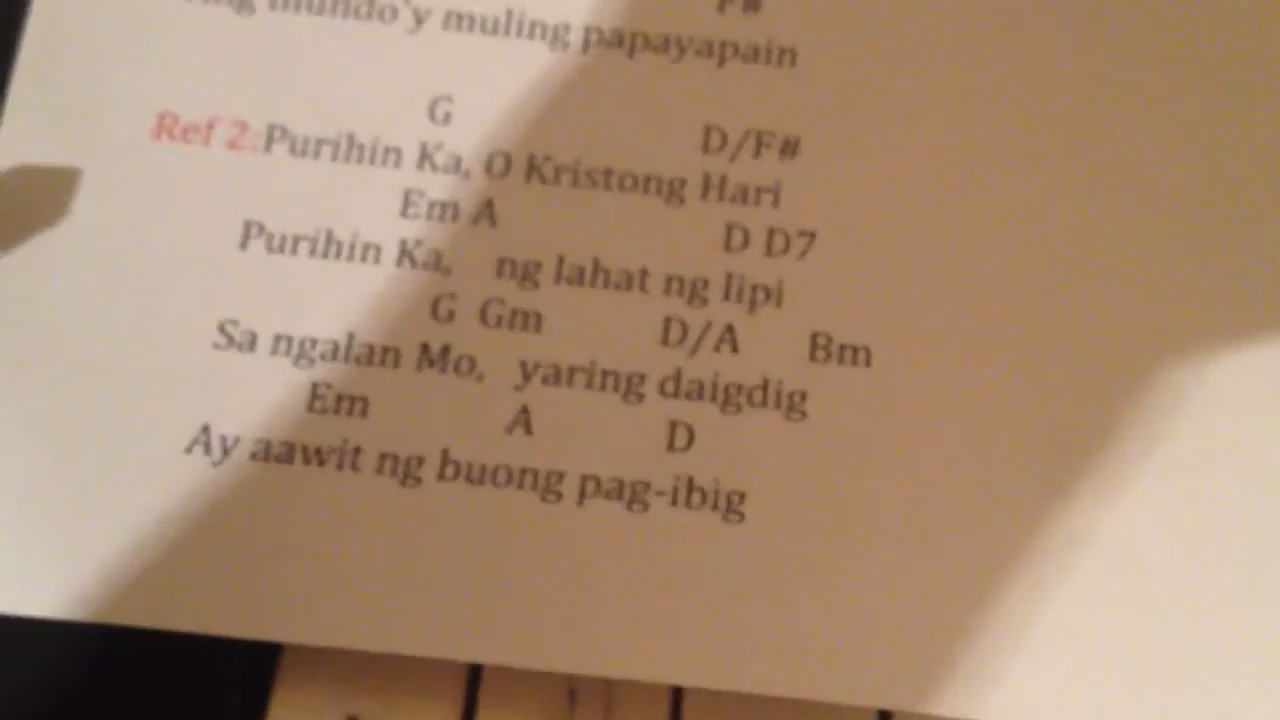 F#
mundo'y muling papayapain
G D/F#
Ref 2:Purihin Ka, O Kristong Hari
Em A D D7
Purihin Ka, ng lahat ng lipi
G Gm D/A Bm
Sa ngalan Mo, yaring daigdig
Em A D
Ay aawit ng buong pag-ibig